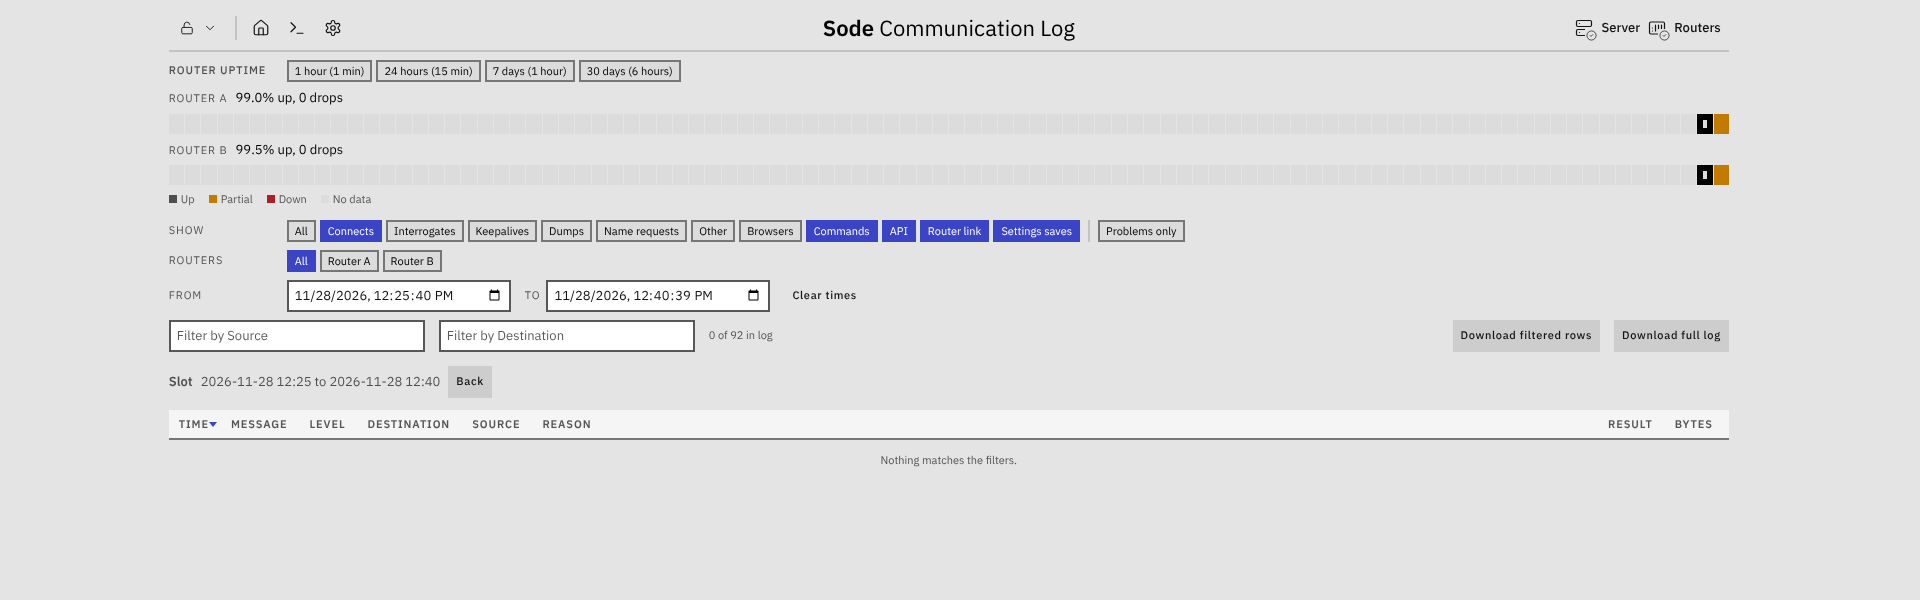 Sode Communication Log
Server Routers
ROUTER UPTIME 1 hour (1 min) 24 hours (15 min) 7 days (1 hour) 30 days (6 hours)
ROUTER A 99.0% up, 0 drops
ROUTER B 99.5% up, 0 drops
Up Partial Down No data
SHOW All Connects Interrogates Keepalives Dumps Name requests Other Browsers Commands API Router link Settings saves Problems only
ROUTERS All Router A Router B
FROM 11/28/2026, 12:25:40 PM TO 11/28/2026, 12:40:39 PM Clear times
Filter by Source Filter by Destination 0 of 92 in log Download filtered rows Download full log
Slot 2026-11-28 12:25 to 2026-11-28 12:40 Back
TIME MESSAGE LEVEL DESTINATION SOURCE REASON RESULT BYTES
Nothing matches the filters.